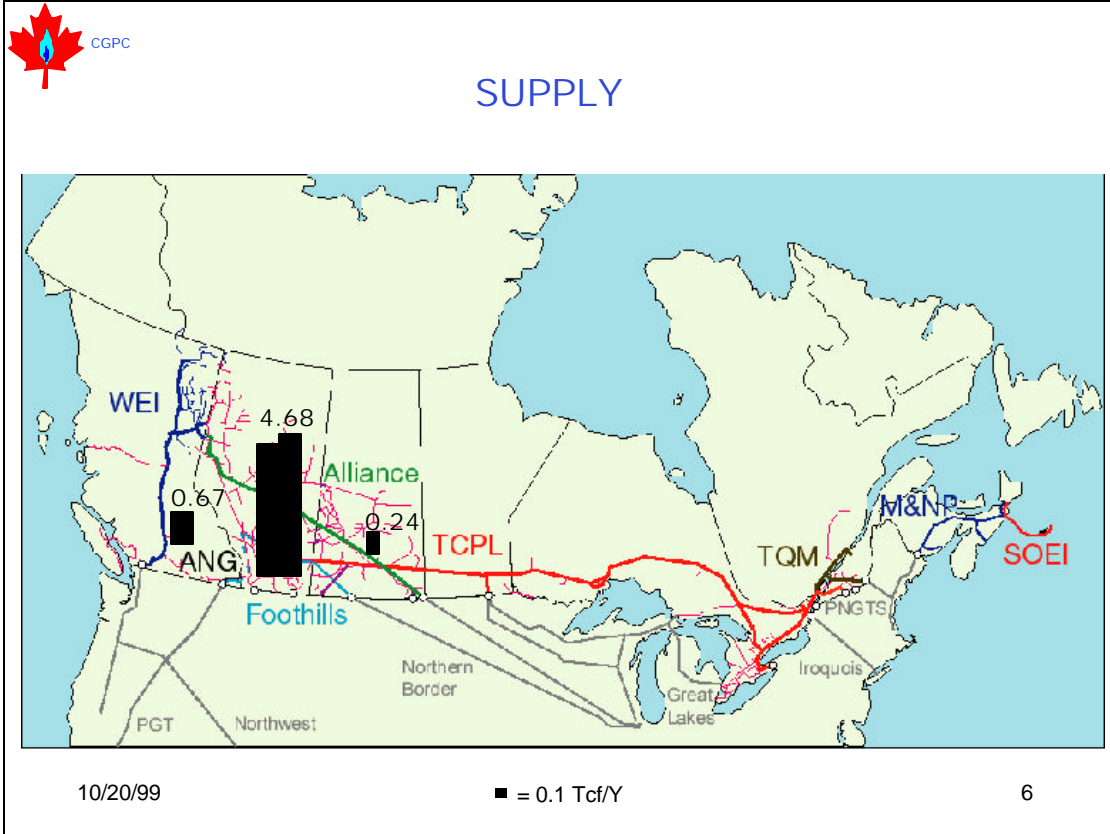 CGPC
SUPPLY
WEI
4.68
Alliance
0.67
0.24
M&NP
TCPL
ANG
TQM
SOEI
Foothills
PNGTS
Northern
Border
Iroquois
Great
Lakes
PGT
Northwest
10/20/99
= 0.1 Tcf/Y
6